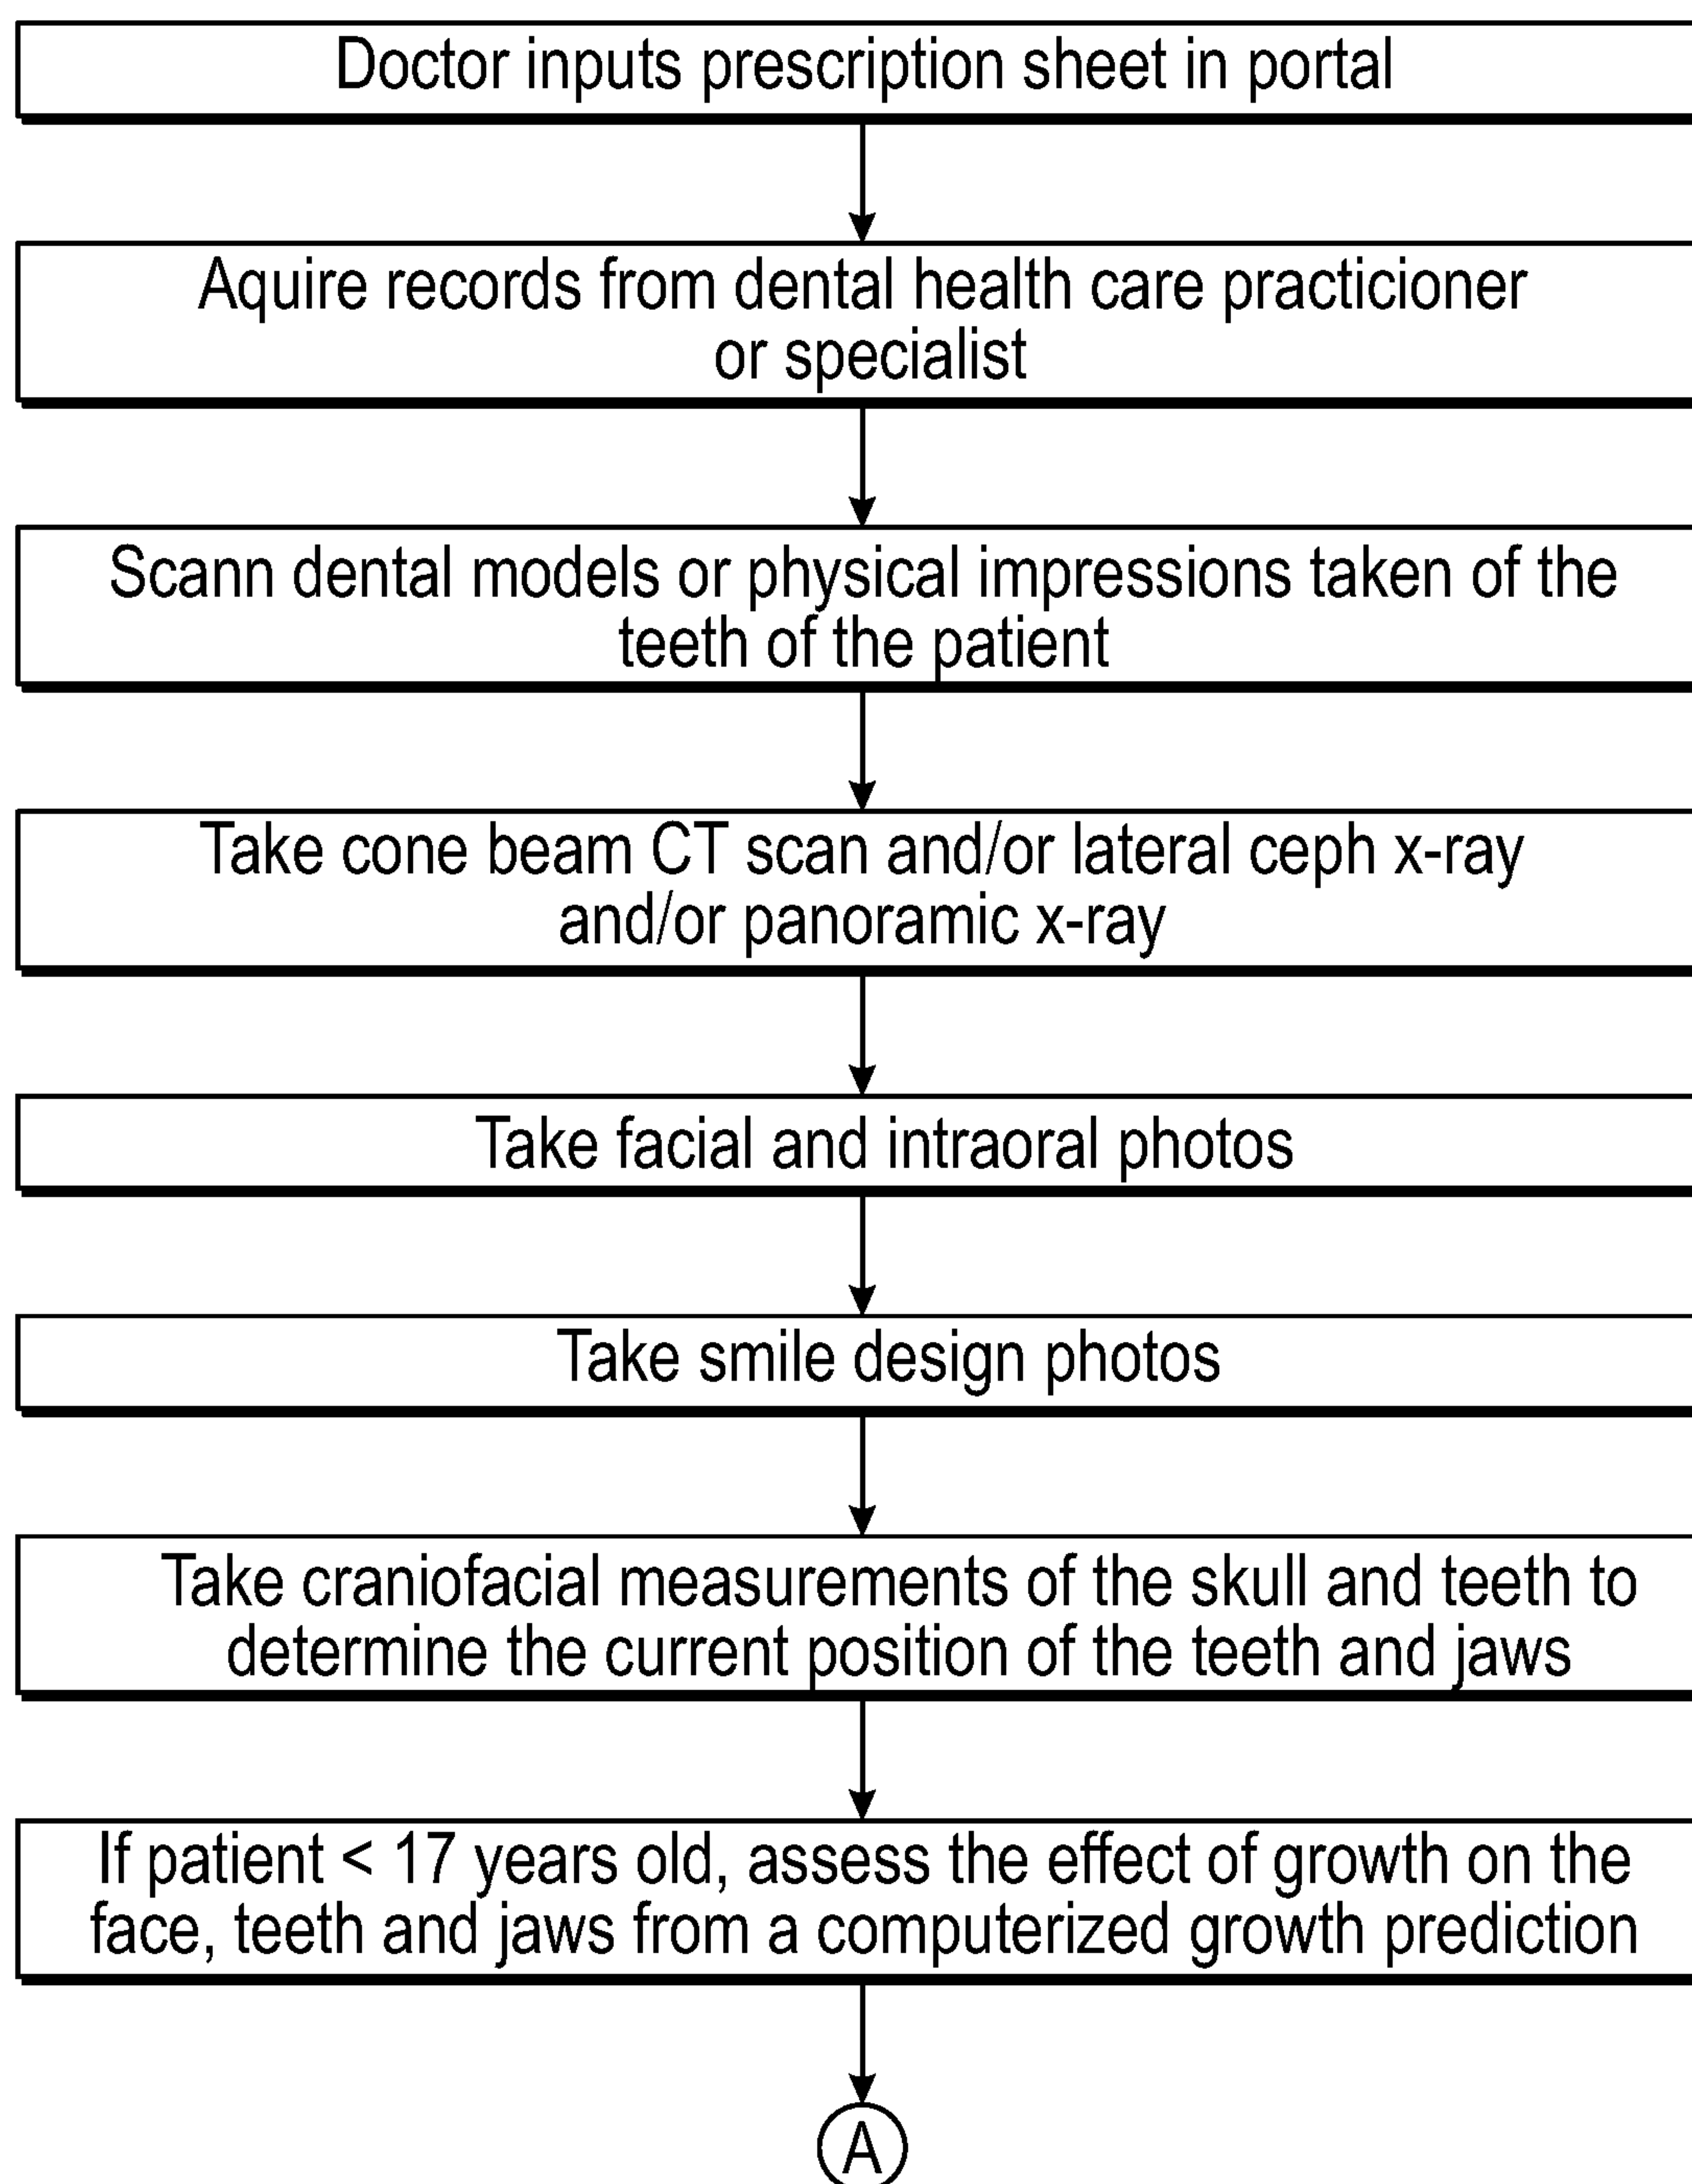 Doctor inputs prescription sheet in portal
Aquire records from dental health care practicioner
or specialist
Scann dental models or physical impressions taken of the
teeth of the patient
Take cone beam CT scan and/or lateral ceph x-ray
and/or panoramic x-ray
Take facial and intraoral photos
Take smile design photos
Take craniofacial measurements of the skull and teeth to
determine the current position of the teeth and jaws
If patient < 17 years old, assess the effect of growth on the
face, teeth and jaws from a computerized growth prediction
A